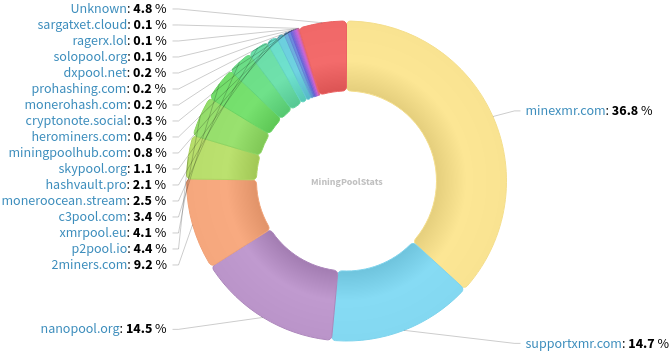 Unknown: 4.8 %
sargatxet.cloud: 0.1 %
ragerx.lol: 0.1 %
solopool.org: 0.1 %
dxpool.net: 0.2 %
prohashing.com: 0.2 %
monerohash.com: 0.2 %
cryptonote.social: 0.3 %
herominers.com: 0.4 %
miningpoolhub.com: 0.8 %
skypool.org: 1.1 %
hashvault.pro: 2.1 %
moneroocean.stream: 2.5 %
c3pool.com: 3.4 %
xmrpool.eu: 4.1 %
p2pool.io: 4.4 %
2miners.com: 9.2 %
nanopool.org: 14.5 %
MiningPoolStats
minexmr.com: 36.8 %
supportxmr.com: 14.7 %